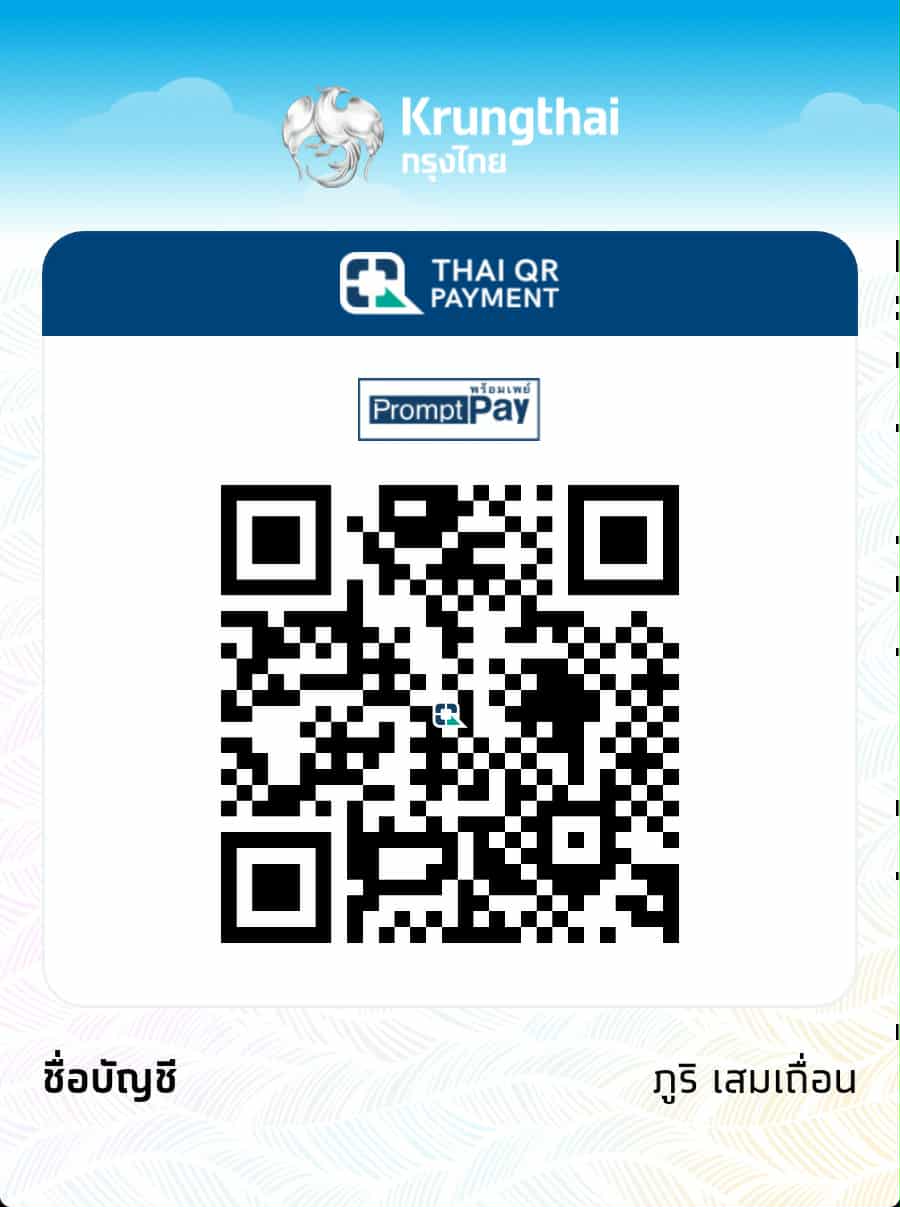 Krungthai
กรุงไทย
THAI QR
PAYMENT
พร้อมเพย์
PromptPay
ชื่อบัญชี ภูริ เสมเถื่อน